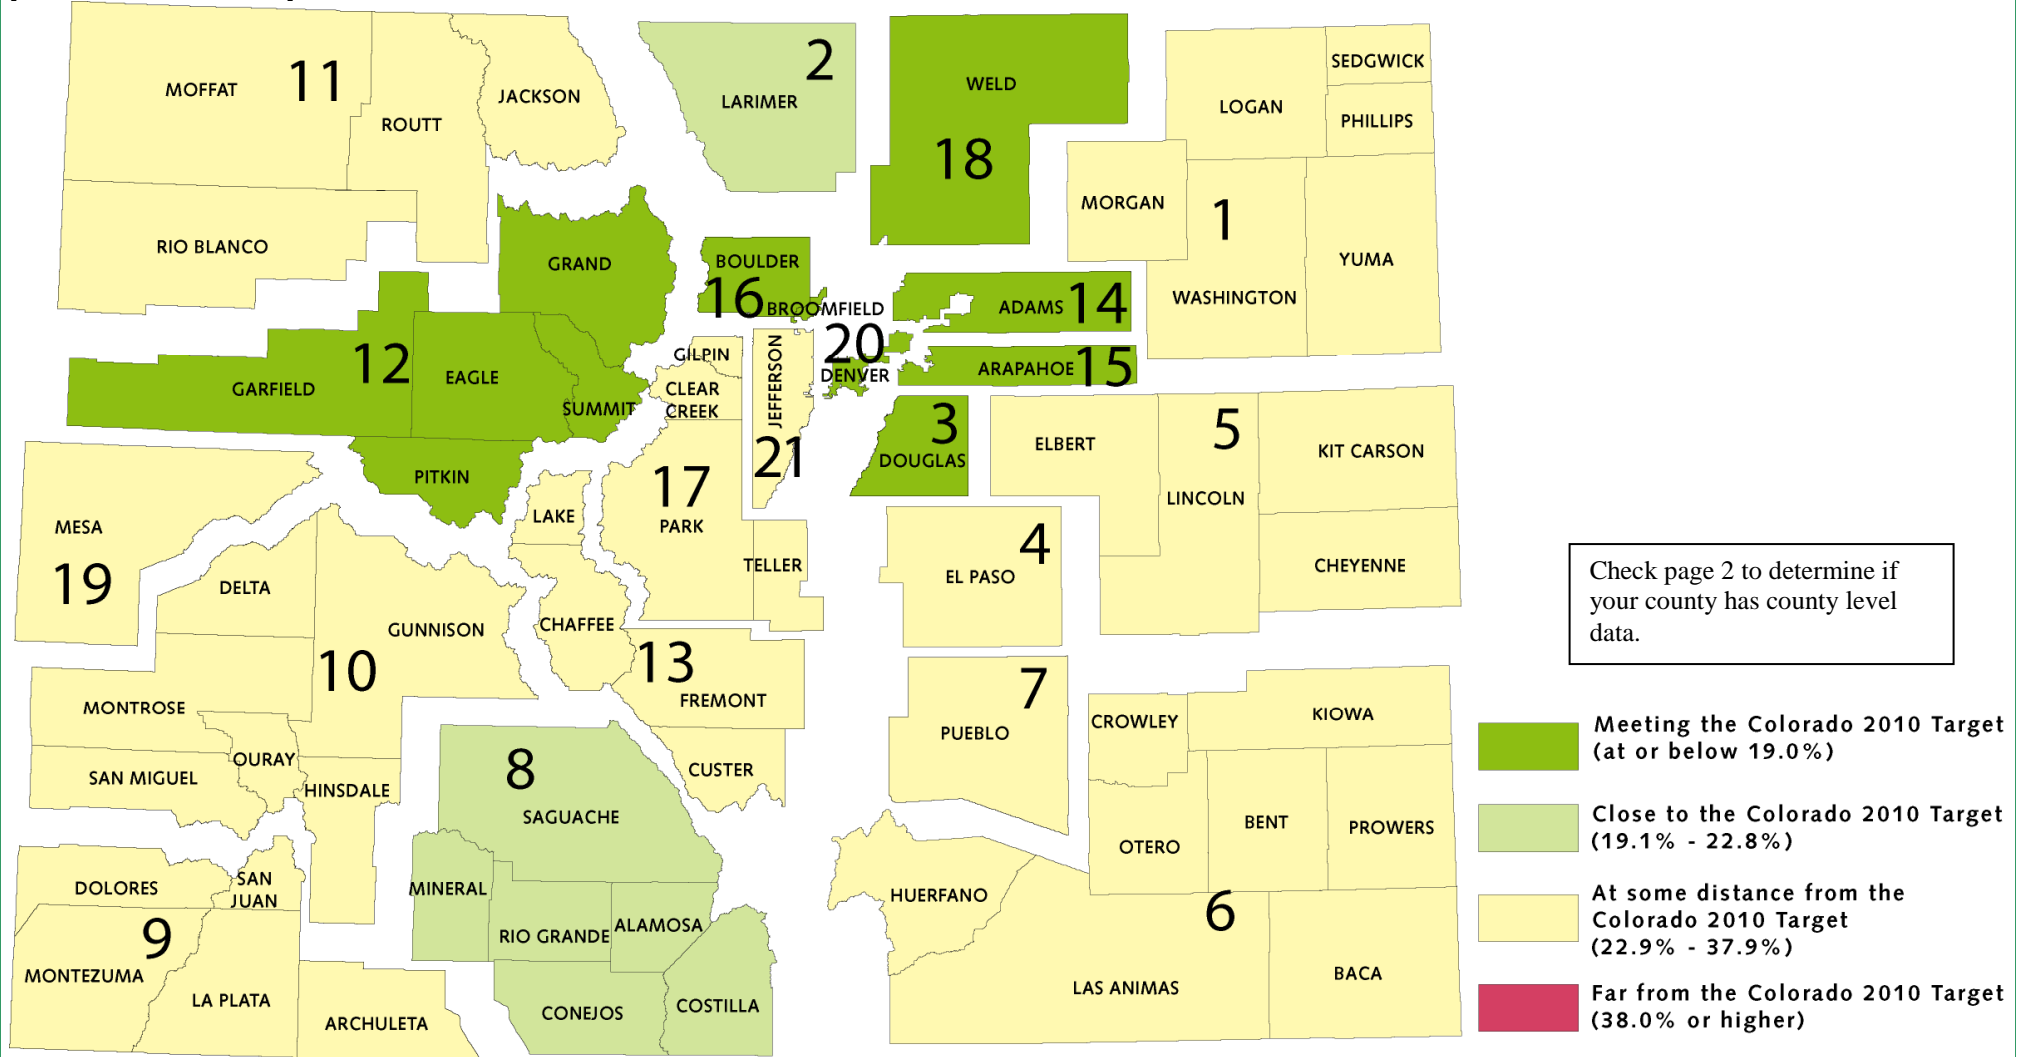 MOFFAT
11
ROUTT
JACKSON
2
LARIMER
WELD
18
LOGAN
SEDGWICK
PHILLIPS
MORGAN
1
YUMA
WASHINGTON
RIO BLANCO
GRAND
BOULDER
16
BROOMFIELD
ADAMS
14
20
DENVER
ARAPAHOE
15
12
GARFIELD
EAGLE
SUMMIT
GILPIN
CLEAR
CREEK
JEFFERSON
21
3
DOUGLAS
ELBERT
5
LINCOLN
KIT CARSON
CHEYENNE
PITKIN
MESA
19
LAKE
17
PARK
TELLER
4
EL PASO
DELTA
GUNNISON
10
CHAFFEE
13
FREMONT
MONTROSE
OURAY
SAN MIGUEL
HINSDALE
8
SAGUACHE
CUSTER
7
PUEBLO
CROWLEY
KIOWA
OTERO
BENT
PROWERS
DOLORES
SAN
JUAN
MINERAL
RIO GRANDE
ALAMOSA
HUERFANO
6
9
MONTEZUMA
LA PLATA
ARCHULETA
CONEJOS
COSTILLA
LAS ANIMAS
BACA
Check page 2 to determine if
your county has county level
data.
Meeting the Colorado 2010 Target
(at or below 19.0%)
Close to the Colorado 2010 Target
(19.1% - 22.8%)
At some distance from the
Colorado 2010 Target
(22.9% - 37.9%)
Far from the Colorado 2010 Target
(38.0% or higher)